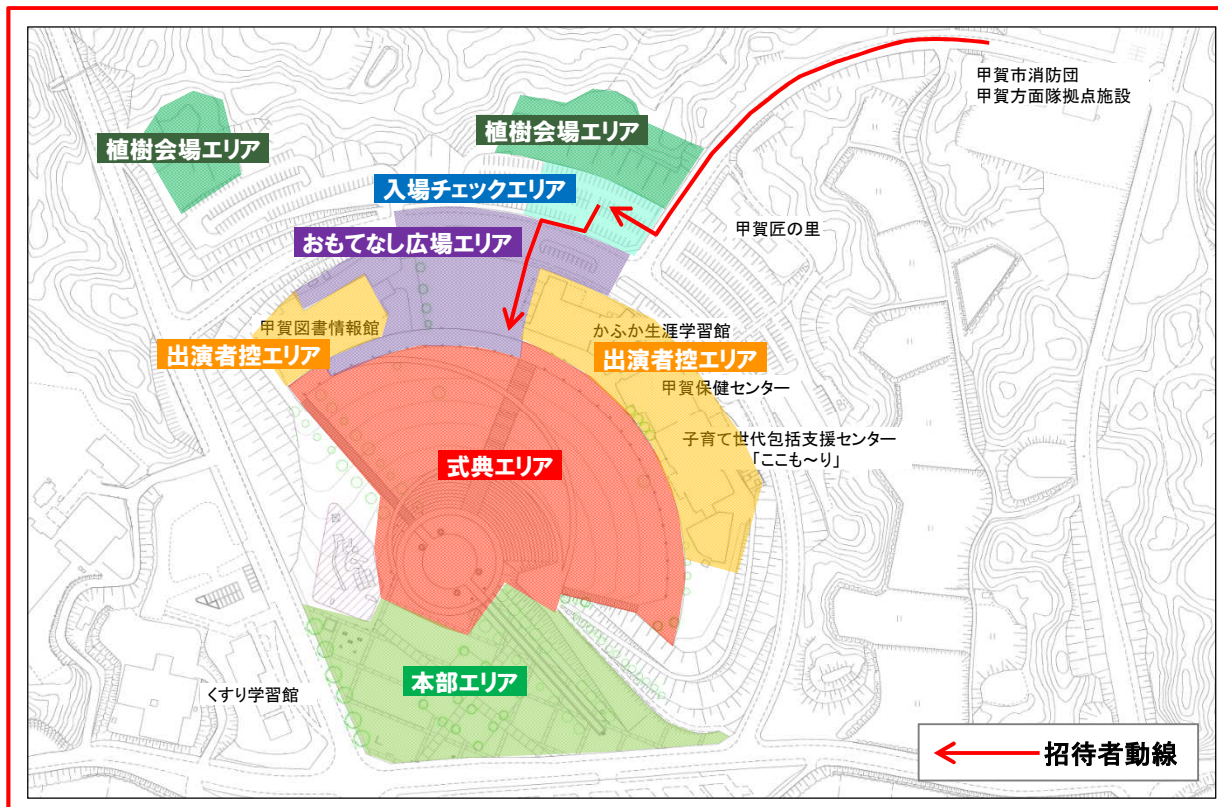 甲賀市消防団
甲賀方面隊拠点施設
植樹会場エリア
植樹会場エリア
入場チェックエリア
甲賀匠の里
おもてなし広場エリア
甲賀図書情報館
かふか生涯学習館
出演者控エリア
出演者控エリア
甲賀保健センター
子育て世代包括支援センター
「ここも~り」
式典エリア
本部エリア
くすり学習館
招待者動線